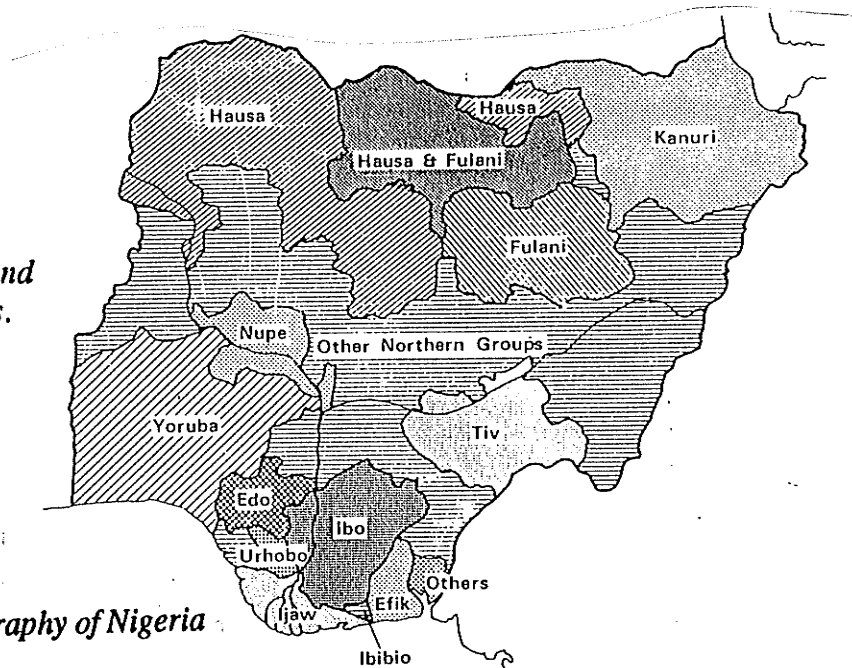 Hausa
Hausa
Kanuri
Hausa & Fulani
Fulani
nd
s.
Nupe
Other Northern Groups
Yoruba
Tiv
Edo
Ibo
Urhobo
Others
Efik
Ijaw
raphy of Nigeria
Ibibio